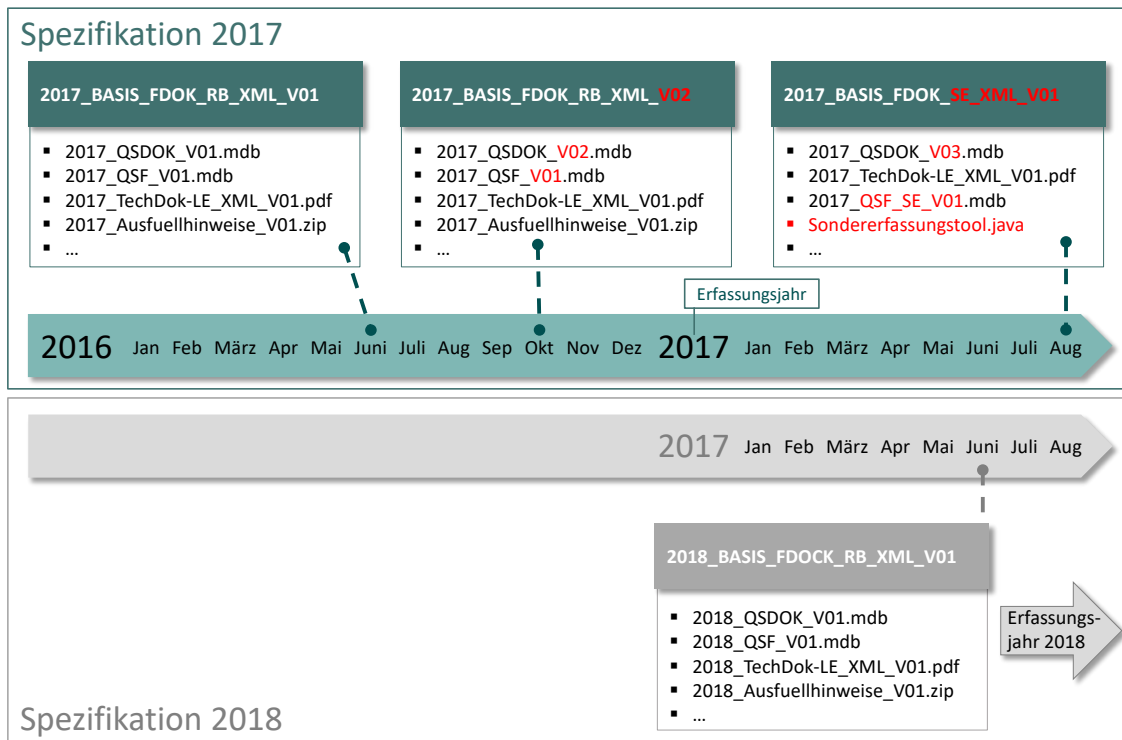 Spezifikation 2017
2017_BASIS_FDOK_RB_XML_V01
▪ 2017_QSDOK_V01.mdb
▪ 2017_QSF_V01.mdb
▪ 2017_TechDok-LE_XML_V01.pdf
▪ 2017_Ausfuellhinweise_V01.zip
▪ ...
2017_BASIS_FDOK_RB_XML_V02
▪ 2017_QSDOK_V02.mdb
▪ 2017_QSF_V01.mdb
▪ 2017_TechDok-LE_XML_V01.pdf
▪ 2017_Ausfuellhinweise_V01.zip
▪ ...
2017_BASIS_FDOK_SE_XML_V01
▪ 2017_QSDOK_V03.mdb
▪ 2017_TechDok-LE_XML_V01.pdf
▪ 2017_QSF_SE_V01.mdb
▪ Sondererfassungstool.java
▪ ...
Erfassungsjahr
2016 Jan Feb März Apr Mai Juni Juli Aug Sep Okt Nov Dez 2017 Jan Feb März Apr Mai Juni Juli Aug
2017 Jan Feb März Apr Mai Juni Juli Aug
2018_BASIS_FDOCK_RB_XML_V01
▪ 2018_QSDOK_V01.mdb
▪ 2018_QSF_V01.mdb
▪ 2018_TechDok-LE_XML_V01.pdf
▪ 2018_Ausfuellhinweise_V01.zip
▪ ...
Erfassungs-
jahr 2018
Spezifikation 2018